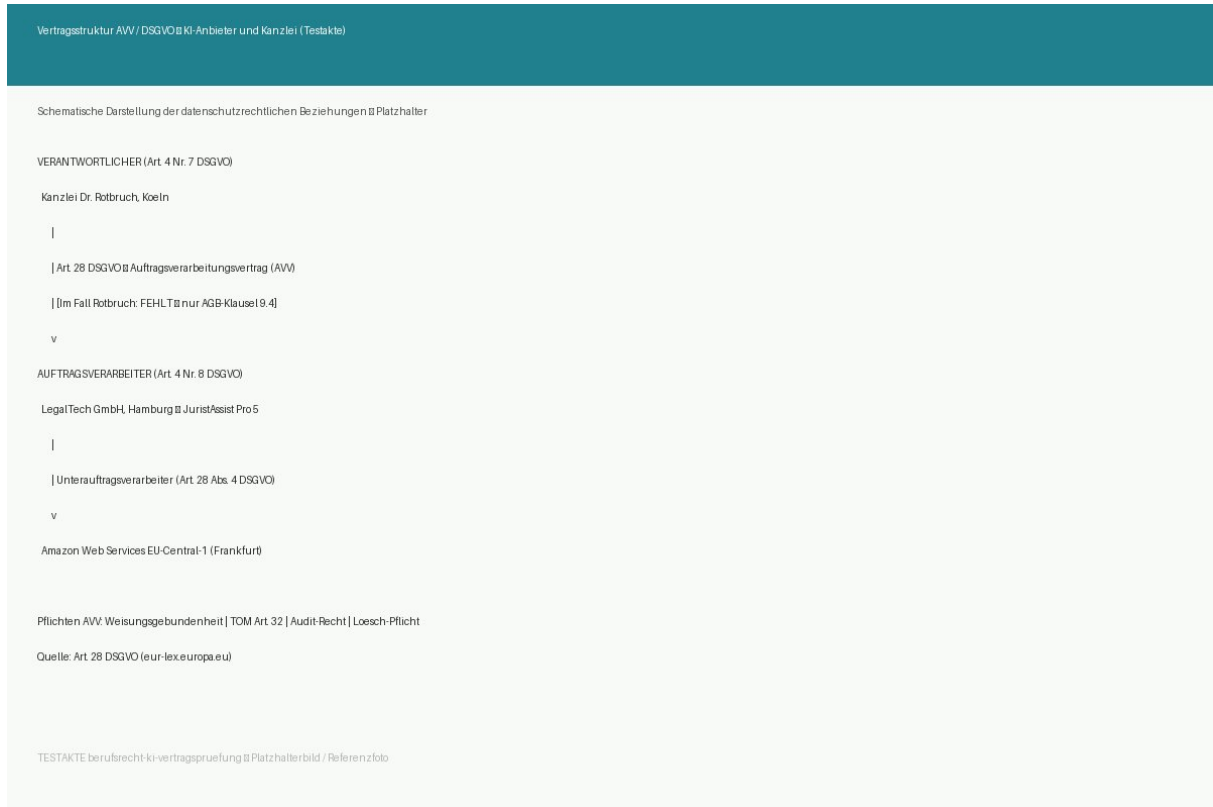 Vertragsstruktur AVV / DSGVO ☒ KI-Anbieter und Kanzlei (Testakte)
Schematische Darstellung der datenschutzrechtlichen Beziehungen ☒ Platzhalter
VERANTWORTLICHER (Art. 4 Nr. 7 DSGVO)
Kanzlei Dr. Rotbruch, Koeln
|
| Art. 28 DSGVO ☒ Auftragsverarbeitungsvertrag (AVV)
| [Im Fall Rotbruch: FEHLT ☒ nur AGB-Klausel 9.4]
v
AUFTRAGSVERARBEITER (Art. 4 Nr. 8 DSGVO)
LegalTech GmbH, Hamburg ☒ JuristAssist Pro 5
|
| Unterauftragsverarbeiter (Art. 28 Abs. 4 DSGVO)
v
Amazon Web Services EU-Central-1 (Frankfurt)
Pflichten AVV: Weisungsgebundenheit | TOM Art. 32 | Audit-Recht | Loesch-Pflicht
Quelle: Art. 28 DSGVO (eur-lex.europa.eu)
TESTAKTE berufsrecht-ki-vertragspruefung ☒ Platzhalterbild / Referenzfoto